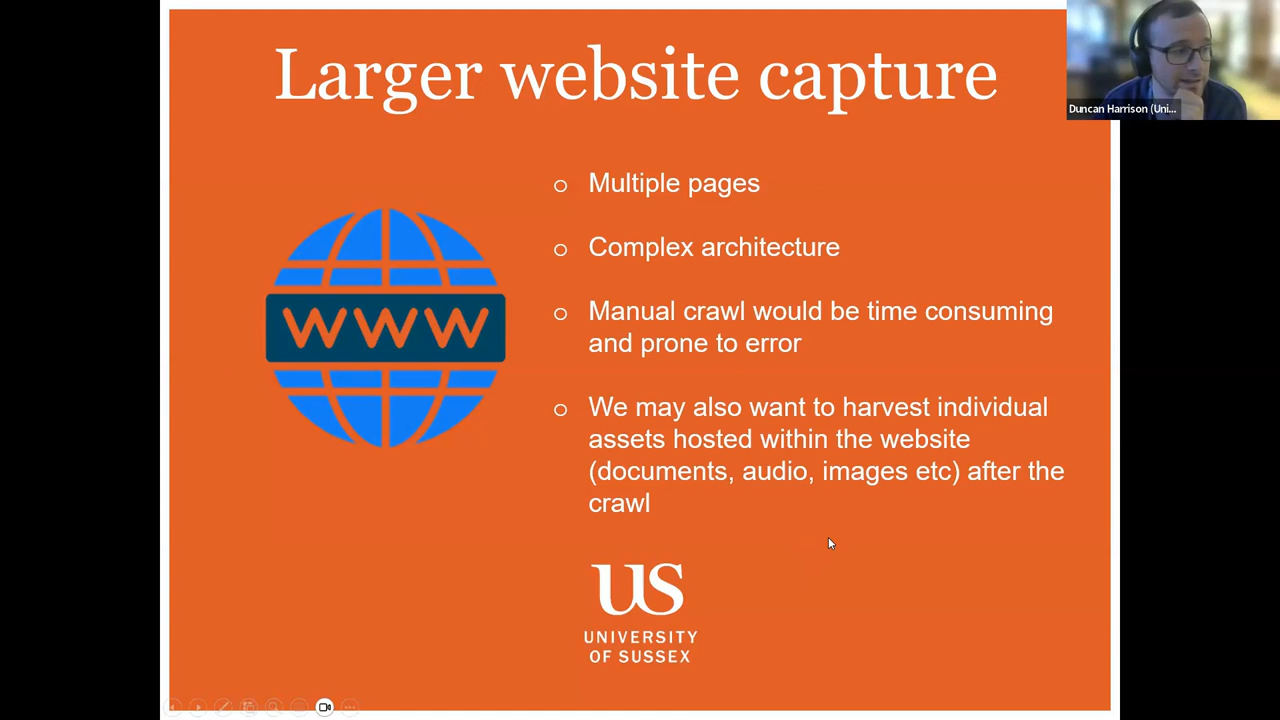 Larger website capture
Duncan Harrison (Uni...
Multiple pages
WWW
Complex architecture
Manual crawl would be time consuming
and prone to error
We may also want to harvest individual
assets hosted within the website
(documents, audio, images etc) after the
crawl
US
UNIVERSITY
OF SUSSEX